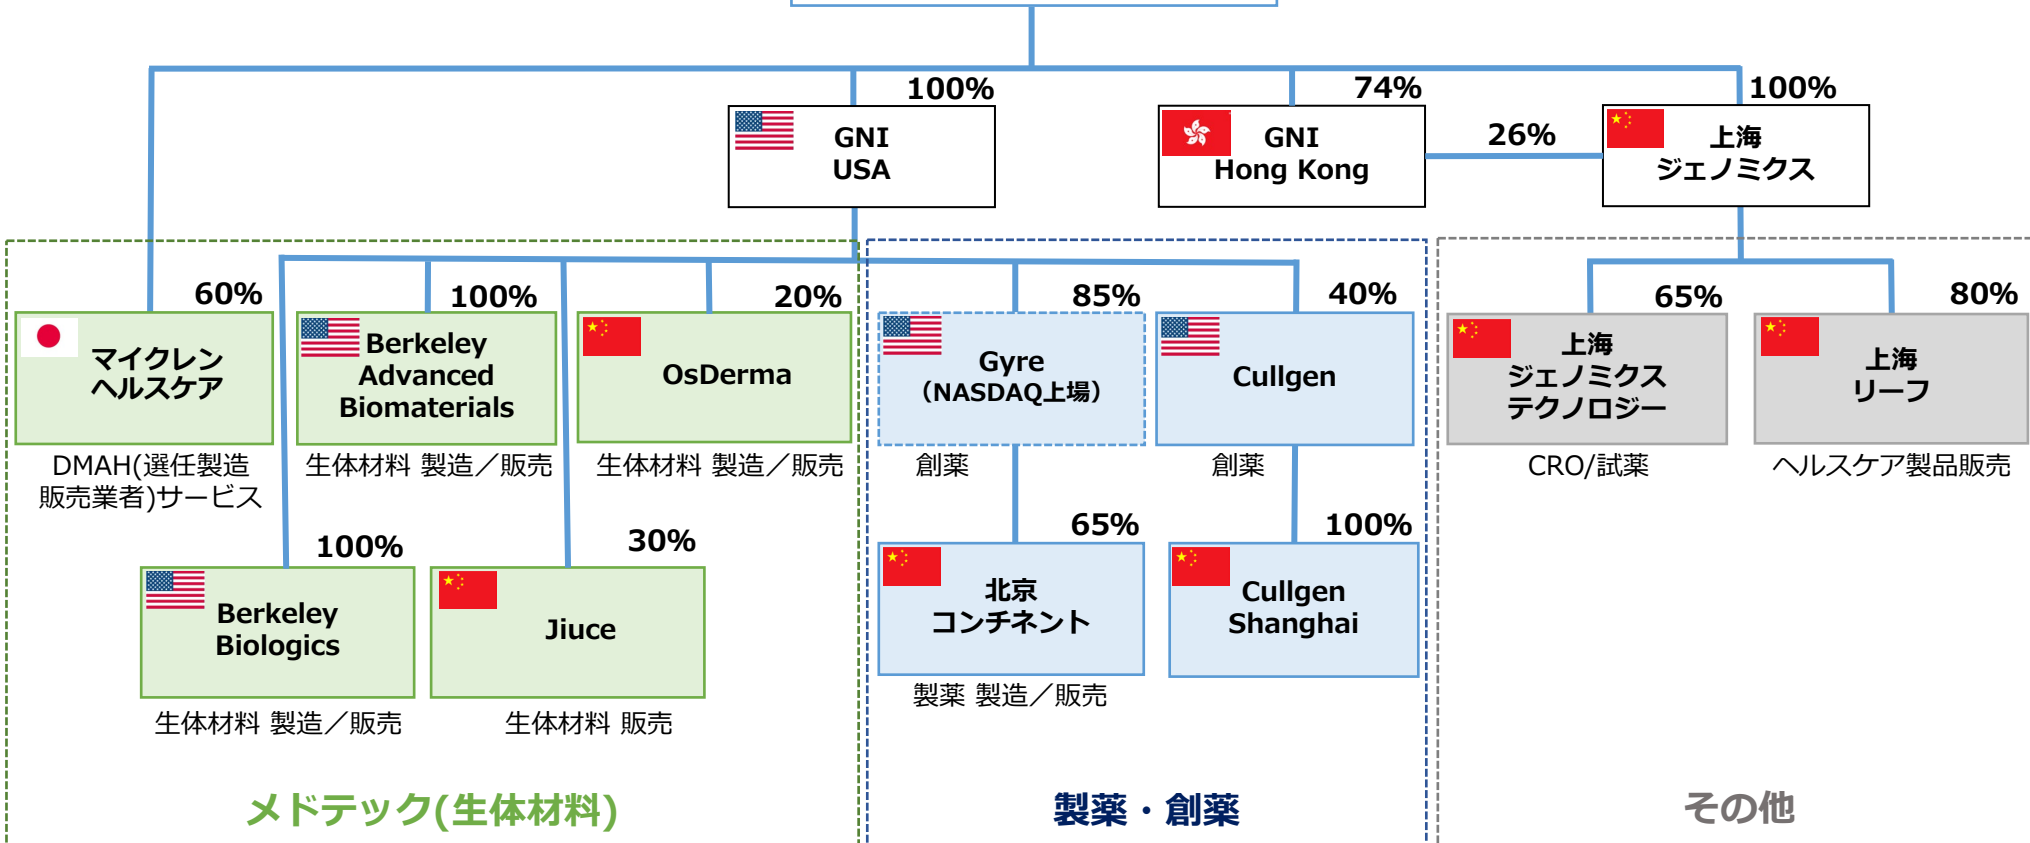 100%
74%
100%
GNI
USA
GNI
Hong Kong
26%
上海
ジェノミクス
60%
100%
20%
85%
40%
65%
80%
マイクレン
ヘルスケア
Berkeley
Advanced
Biomaterials
OsDerma
Gyre
（NASDAQ上場）
Cullgen
上海
ジェノミクス
テクノロジー
上海
リーフ
DMAH(選任製造
販売業者)サービス
生体材料 製造／販売
生体材料 製造／販売
創薬
創薬
CRO/試薬
ヘルスケア製品販売
100%
30%
65%
100%
Berkeley
Biologics
Jiuce
北京
コンチネント
Cullgen
Shanghai
生体材料 製造／販売
生体材料 販売
製薬 製造／販売
メドテック(生体材料)
製薬・創薬
その他